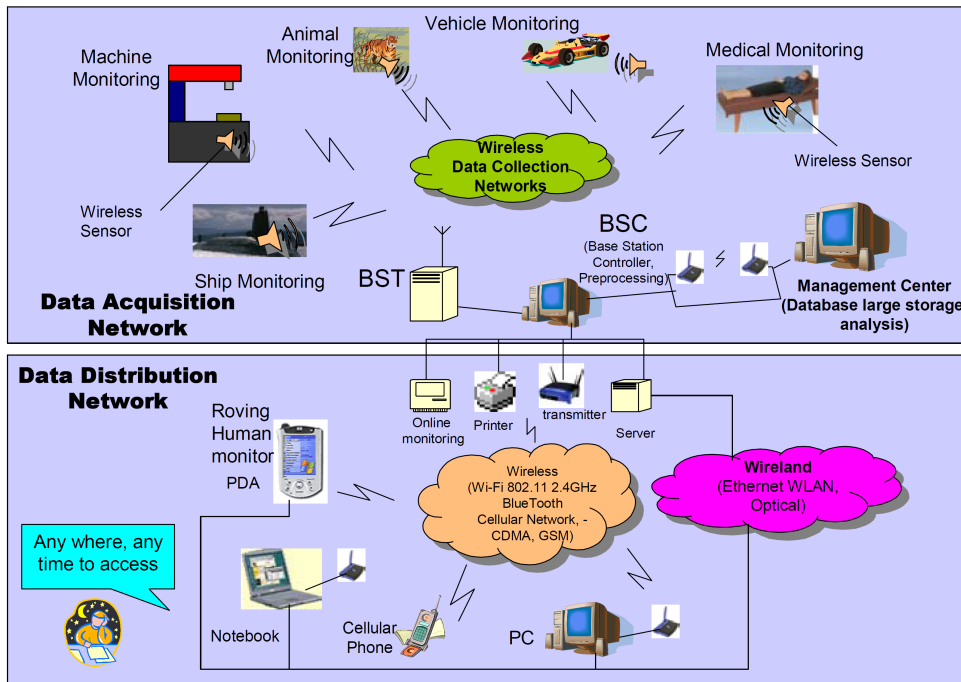 Machine
Monitoring
Animal
Monitoring
Vehicle Monitoring
Medical Monitoring
Wireless
Data Collection
Networks
Wireless Sensor
Wireless
Sensor
Ship Monitoring
BST
BSC
(Base Station
Controller,
Preprocessing)
Management Center
(Database large storage
analysis)
Data Acquisition
Network
Data Distribution
Network
Online
monitoring
Printer
transmitter
Server
Roving
Human
monitor
PDA
Wireless
(Wi-Fi 802.11 2.4GHz
BlueTooth
Cellular Network, -
CDMA, GSM)
Wireland
(Ethernet WLAN,
Optical)
Any where, any
time to access
Notebook
Cellular
Phone
PC